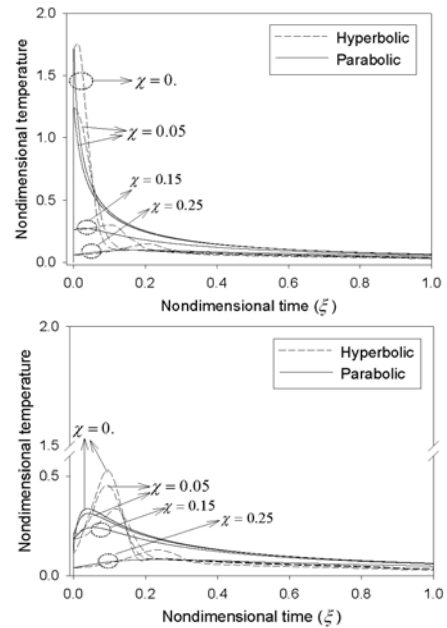 2.0
1.5
1.0
0.5
0.0
Nondimensional temperature
Hyperbolic
Parabolic
χ = 0.
χ = 0.05
χ = 0.15
χ = 0.25
0.0 0.2 0.4 0.6 0.8 1.0
Nondimensional time (ξ)
2.0
1.5
0.5
0.0
Nondimensional temperature
Hyperbolic
Parabolic
χ = 0.
χ = 0.05
χ = 0.15
χ = 0.25
0.0 0.2 0.4 0.6 0.8 1.0
Nondimensional time (ξ)